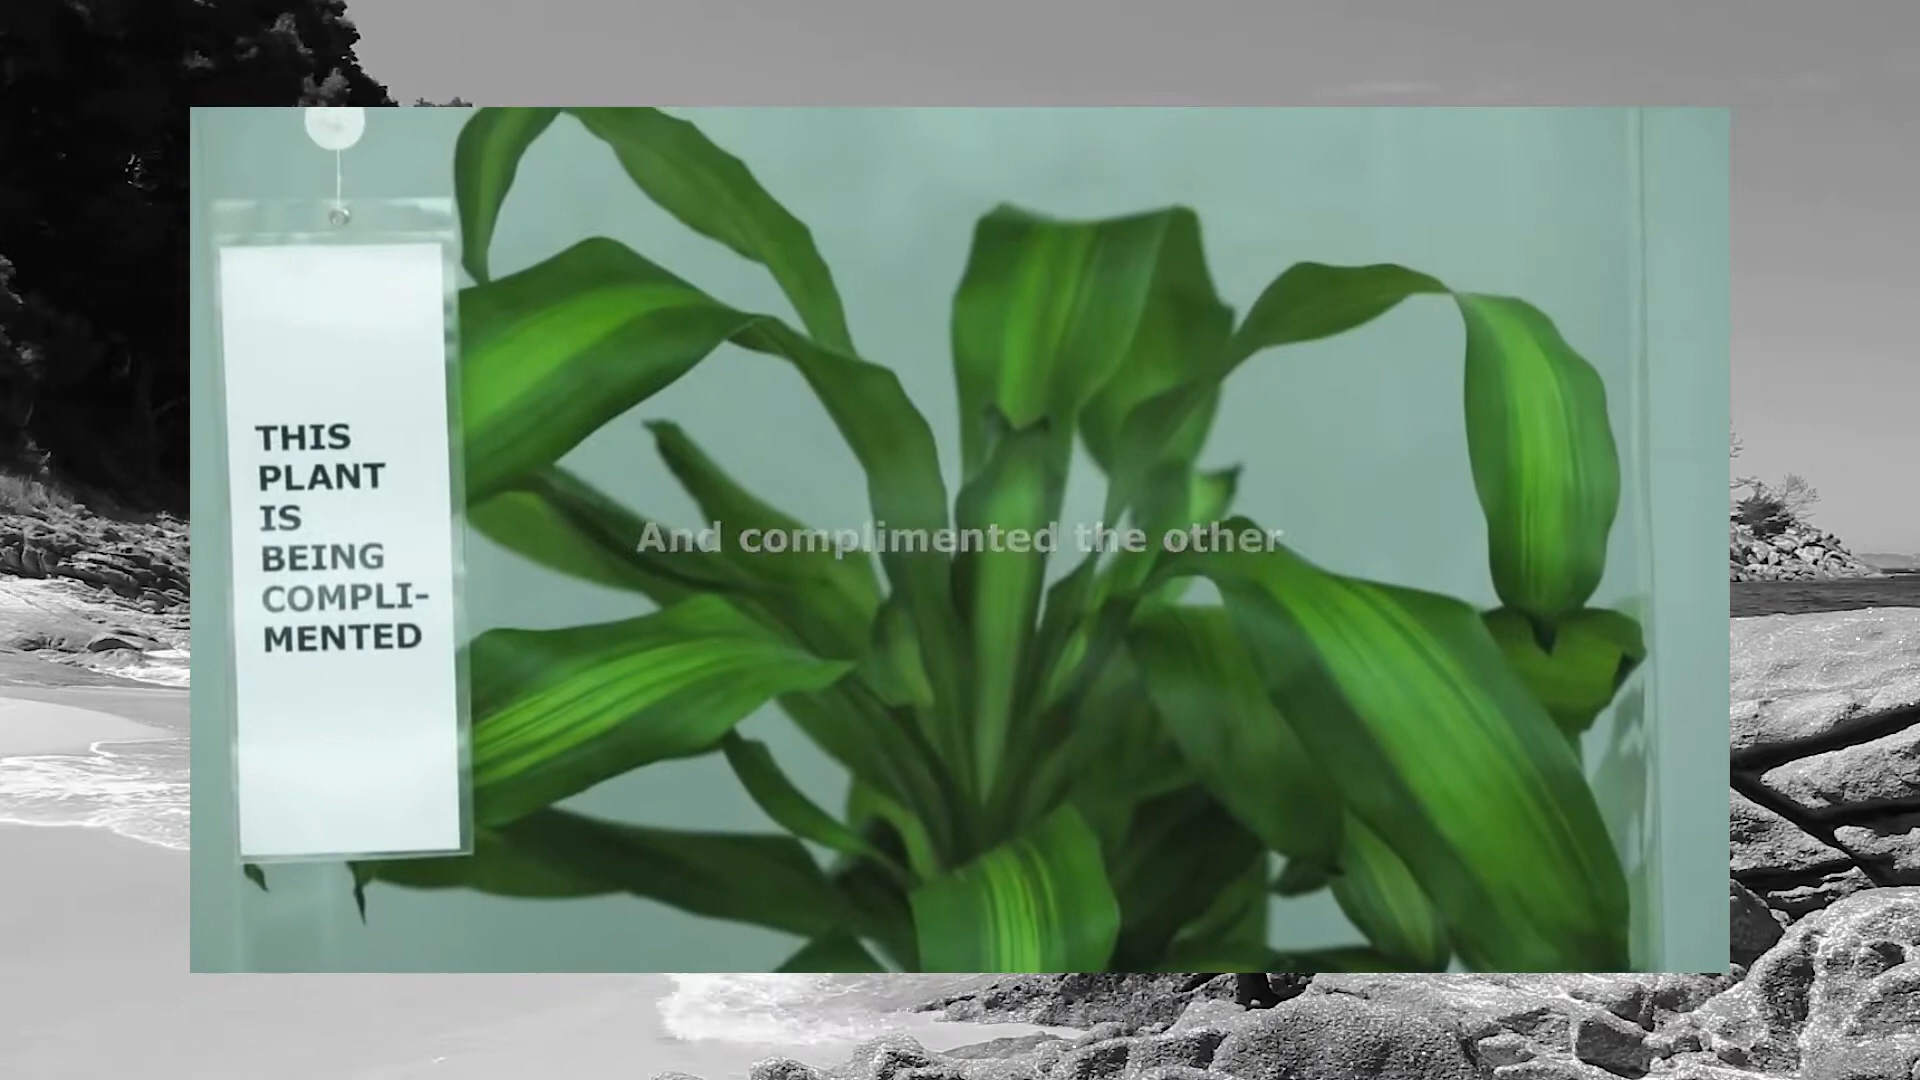 THIS
PLANT
IS
BEING
COMPLI-
MENTED
And complimented the other